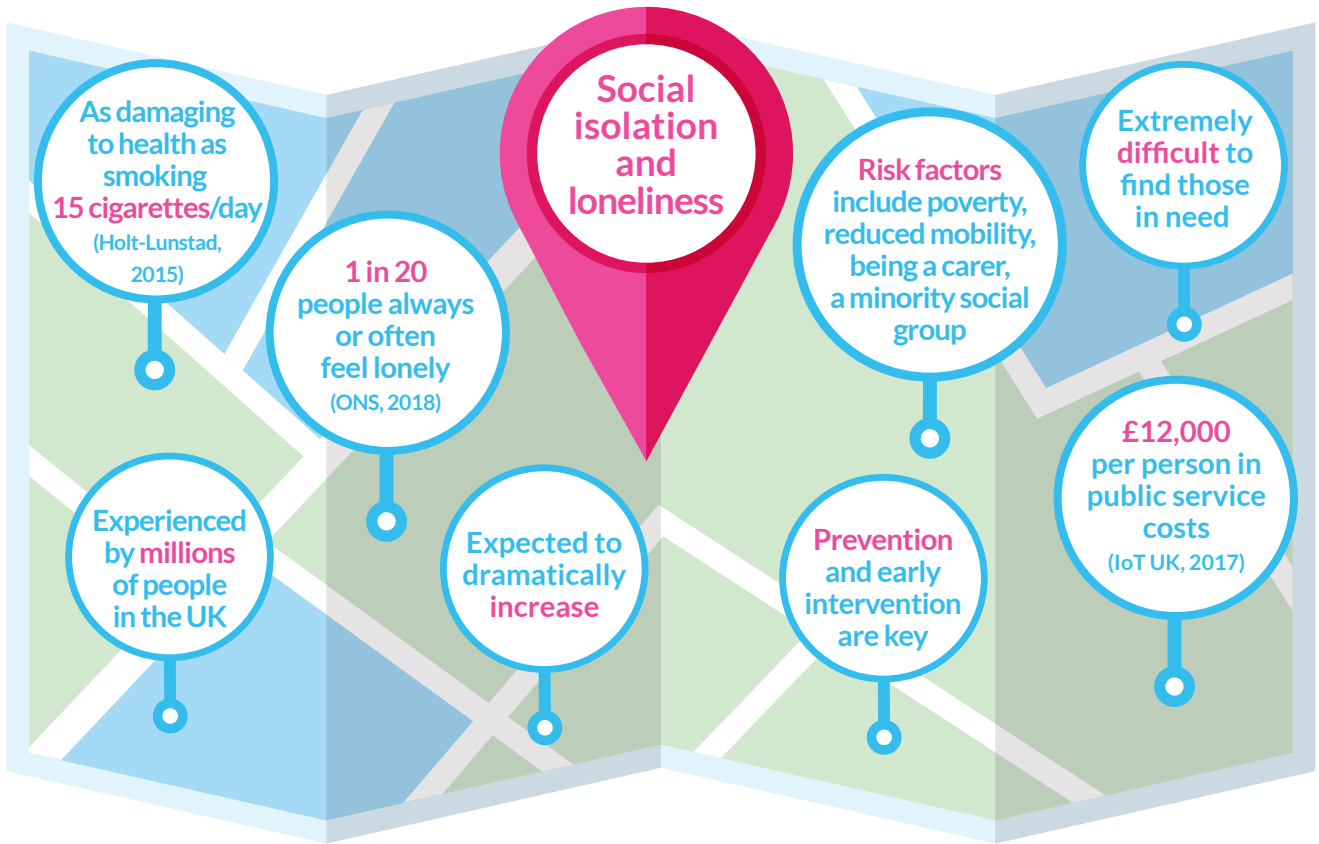 Social
isolation
and
loneliness
As damaging
to health as
smoking
15 cigarettes/day
(Holt-Lunstad,
2015)
1 in 20
people always
or often
feel lonely
(ONS, 2018)
Risk factors
include poverty,
reduced mobility,
being a carer,
a minority social
group
Extremely
difficult to
find those
in need
Experienced
by millions
of people
in the UK
Expected to
dramatically
increase
Prevention
and early
intervention
are key
£12,000
per person in
public service
costs
(IoT UK, 2017)